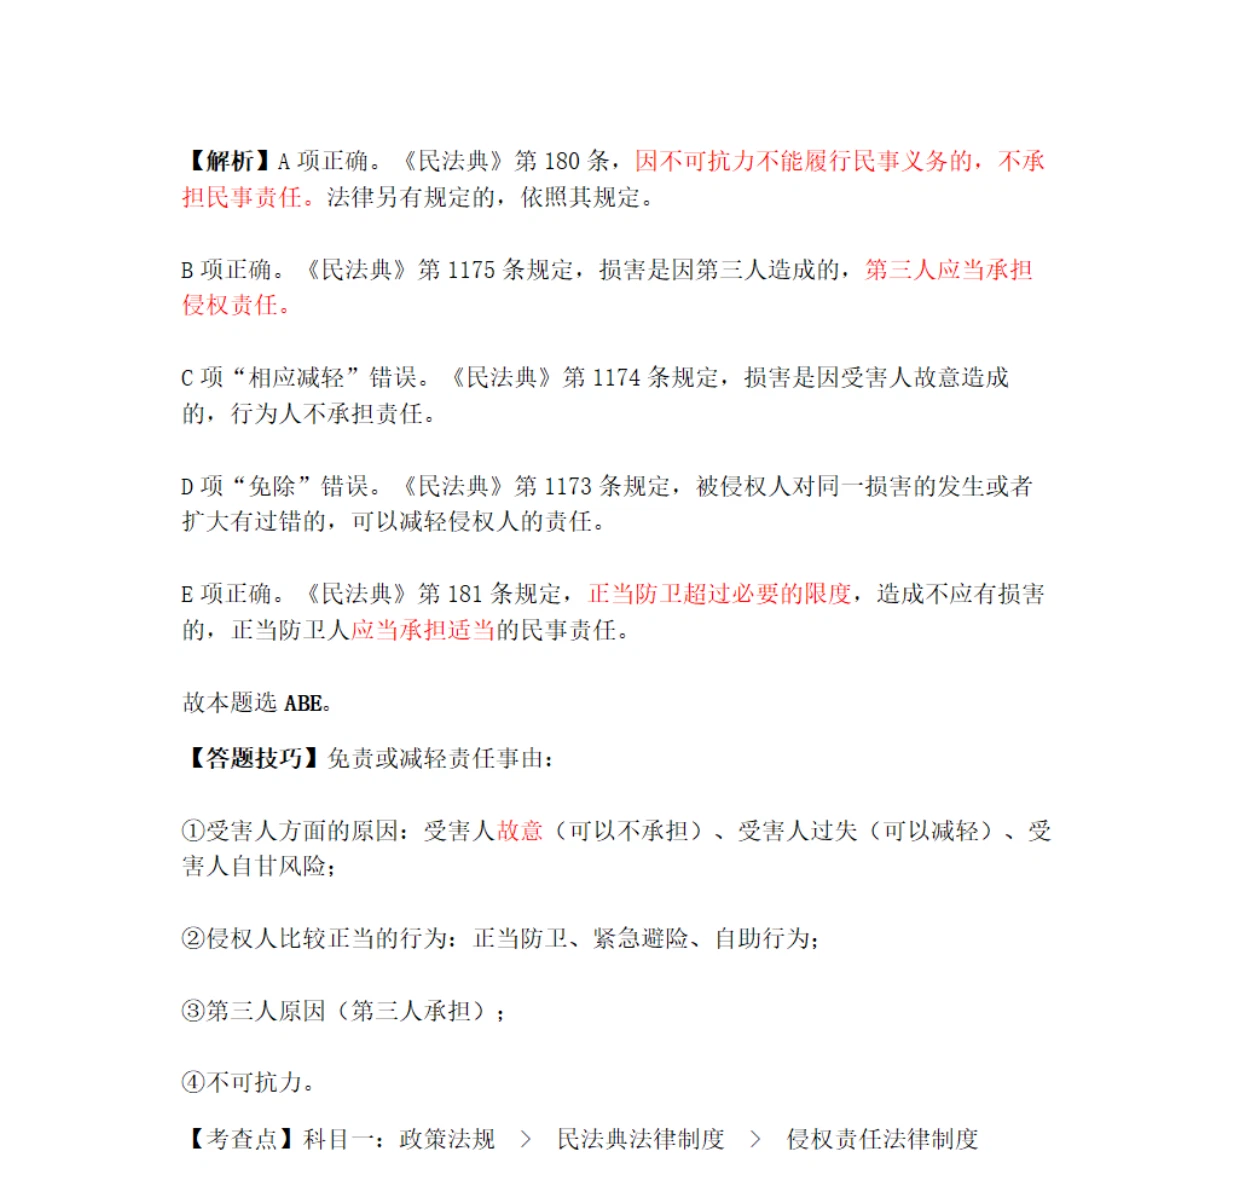 【解析】A 项正确。《民法典》第 180 条，因不可抗力不能履行民事义务的，不承
担民事责任。法律另有规定的，依照其规定。
B 项正确。《民法典》第 1175 条规定，损害是因第三人造成的，第三人应当承担
侵权责任。
C 项“相应减轻”错误。《民法典》第 1174 条规定，损害是因受害人故意造成
的，行为人不承担责任。
D 项“免除”错误。《民法典》第 1173 条规定，被侵权人对同一损害的发生或者
扩大有过错的，可以减轻侵权人的责任。
E 项正确。《民法典》第 181 条规定，正当防卫超过必要的限度，造成不应有损害
的，正当防卫人应当承担适当的民事责任。
故本题选 ABE。
【答题技巧】免责或减轻责任事由：
①受害人方面的原因：受害人故意（可以不承担）、受害人过失（可以减轻）、受
害人自甘风险；
②侵权人比较正当的行为：正当防卫、紧急避险、自助行为；
③第三人原因（第三人承担）；
④不可抗力。
【考查点】科目一：政策法规 > 民法典法律制度 > 侵权责任法律制度